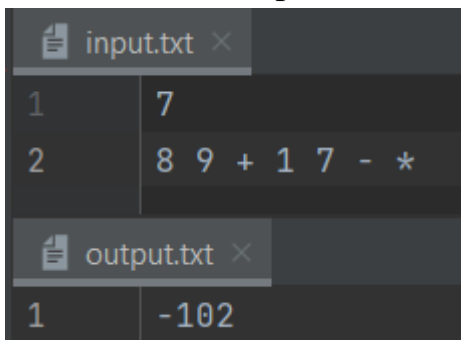 input.txt ×
1 7
2 8 9 + 1 7 - *
output.txt ×
1 -102